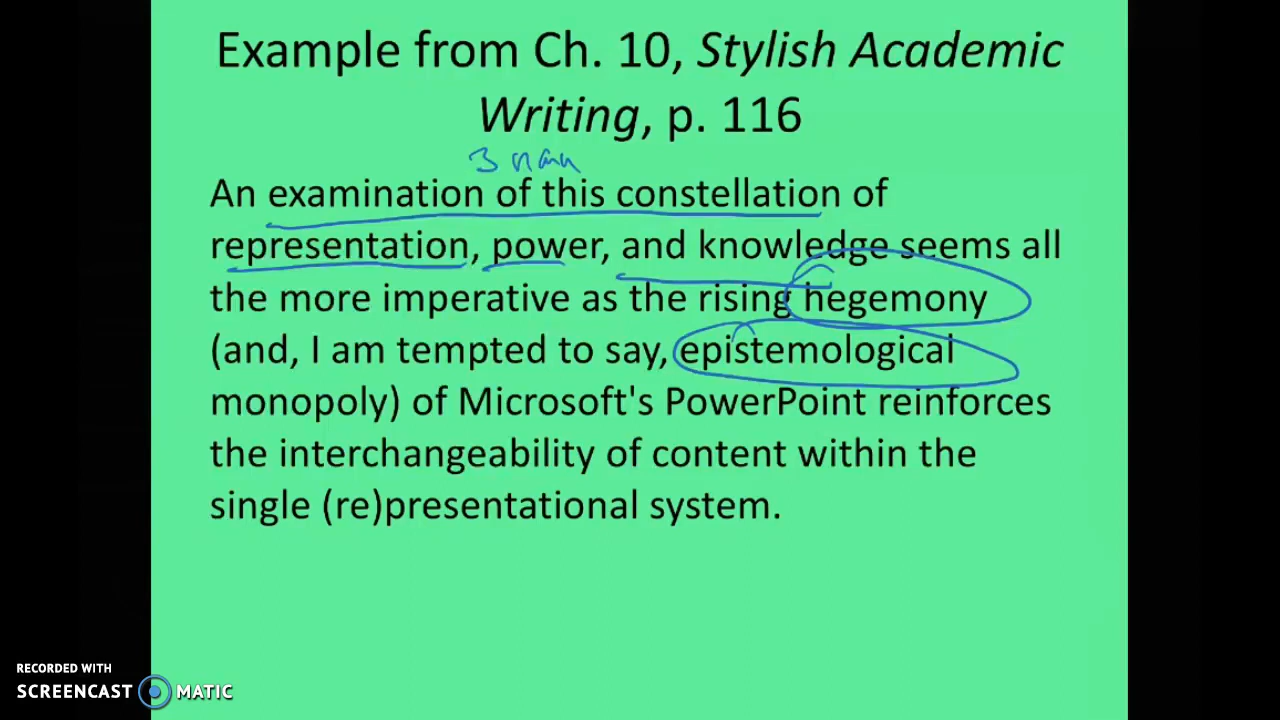 Example from Ch. 10, Stylish Academic
Writing, p. 116
An examination of this constellation of
representation, power, and knowledge seems all
the more imperative as the rising hegemony
(and, I am tempted to say, epistemological
monopoly) of Microsoft's PowerPoint reinforces
the interchangeability of content within the
single (re)presentational system.
RECORDED WITH
SCREENCAST MATIC